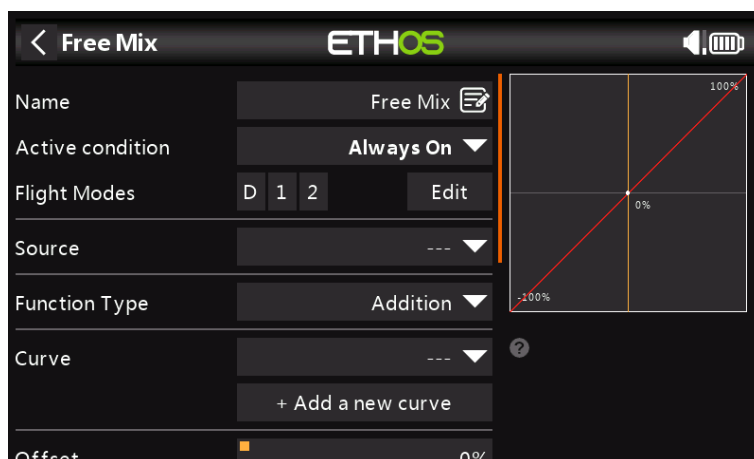 Free Mix
ETHOS
Name
Free Mix
Active condition
Always On
Flight Modes
D 1 2
Edit
Source
---
Function Type
Addition
Curve
---
+ Add a new curve
Offset
0%
100%
0%
-100%
?